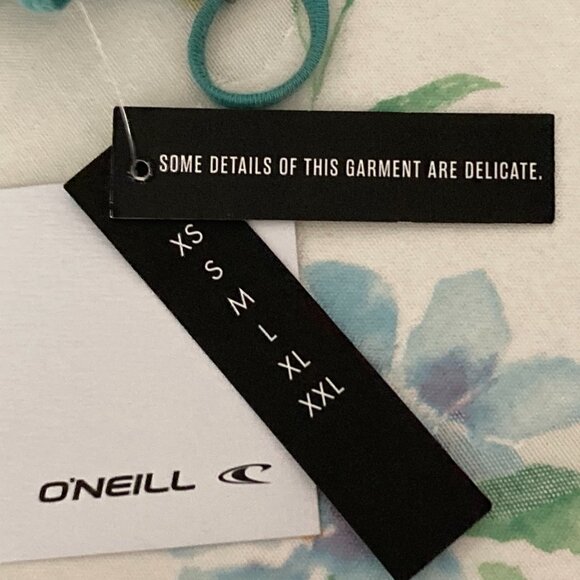 SOME DETAILS OF THIS GARMENT ARE DELICATE.
XS
S
M
L
XL
XXL
O'NEILL